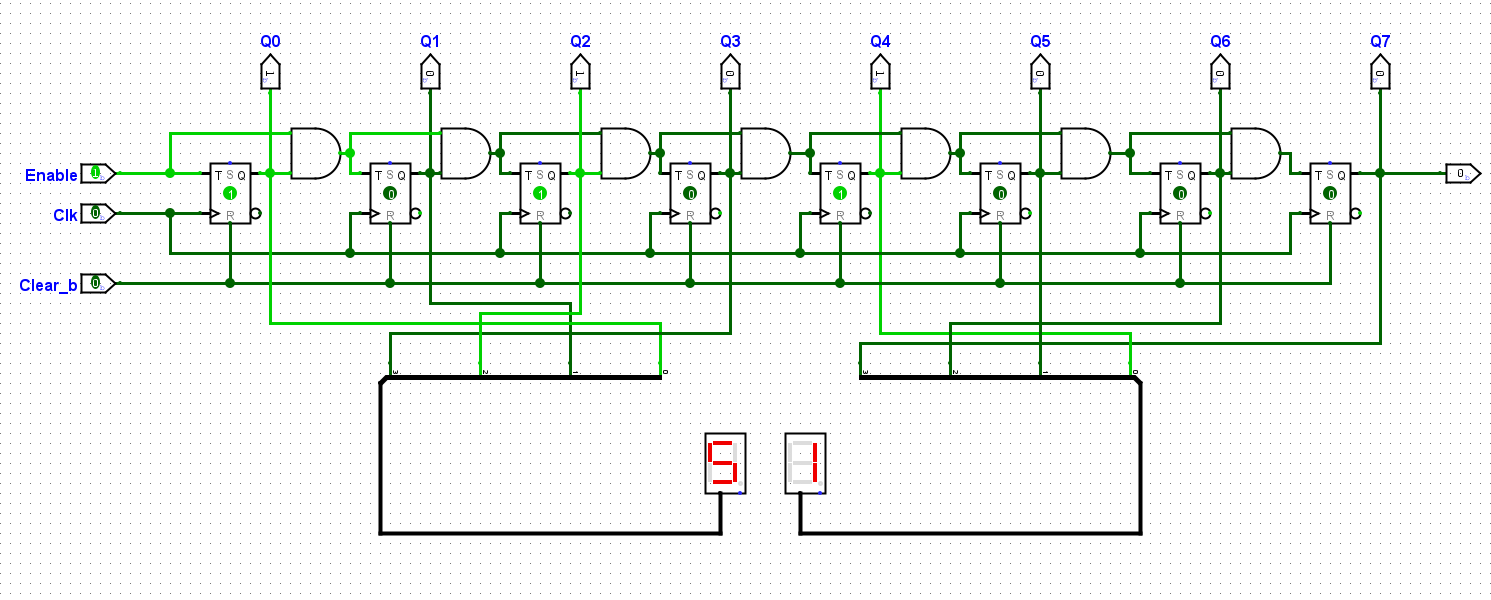 Q0 Q1 Q2 Q3 Q4 Q5 Q6 Q7
1 0 1 0 1 0 0 0
Enable 1
T S Q T S Q T S Q T S Q T S Q T S Q T S Q T S Q
0
1 0 1 0 1 0 0 0
Clk 0
R R R R R R R R
Clear_b 0
3 2 1 0 3 2 1 0
5 1